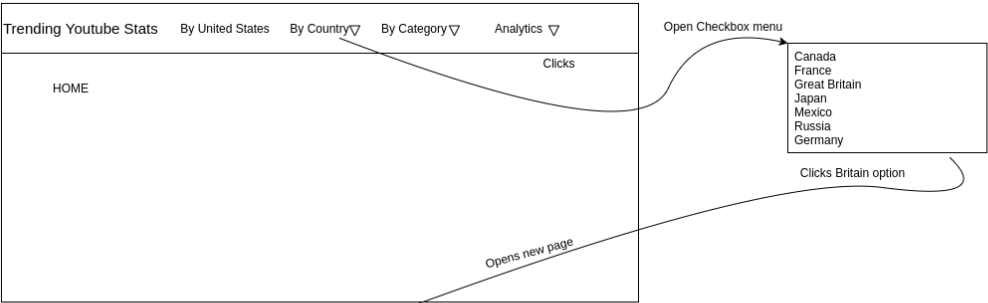 Trending Youtube Stats By United States By Country By Category Analytics
Open Checkbox menu
Clicks
HOME
Canada
France
Great Britain
Japan
Mexico
Russia
Germany
Clicks Britain option
Opens new page